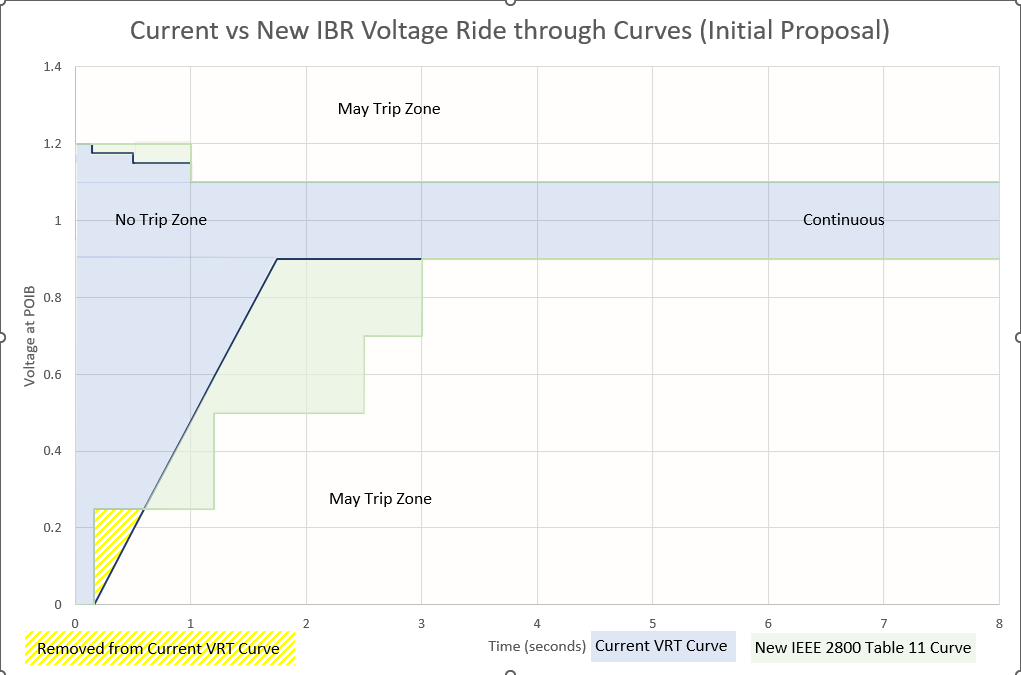 Current vs New IBR Voltage Ride through Curves (Initial Proposal)
1.4
May Trip Zone
1.2
No Trip Zone
1
Continuous
0.8
Voltage at POIB
0.6
0.4
May Trip Zone
0.2
0
0 1 2 3 4 5 6 7 8
Removed from Current VRT Curve
Time (seconds)
Current VRT Curve
New IEEE 2800 Table 11 Curve